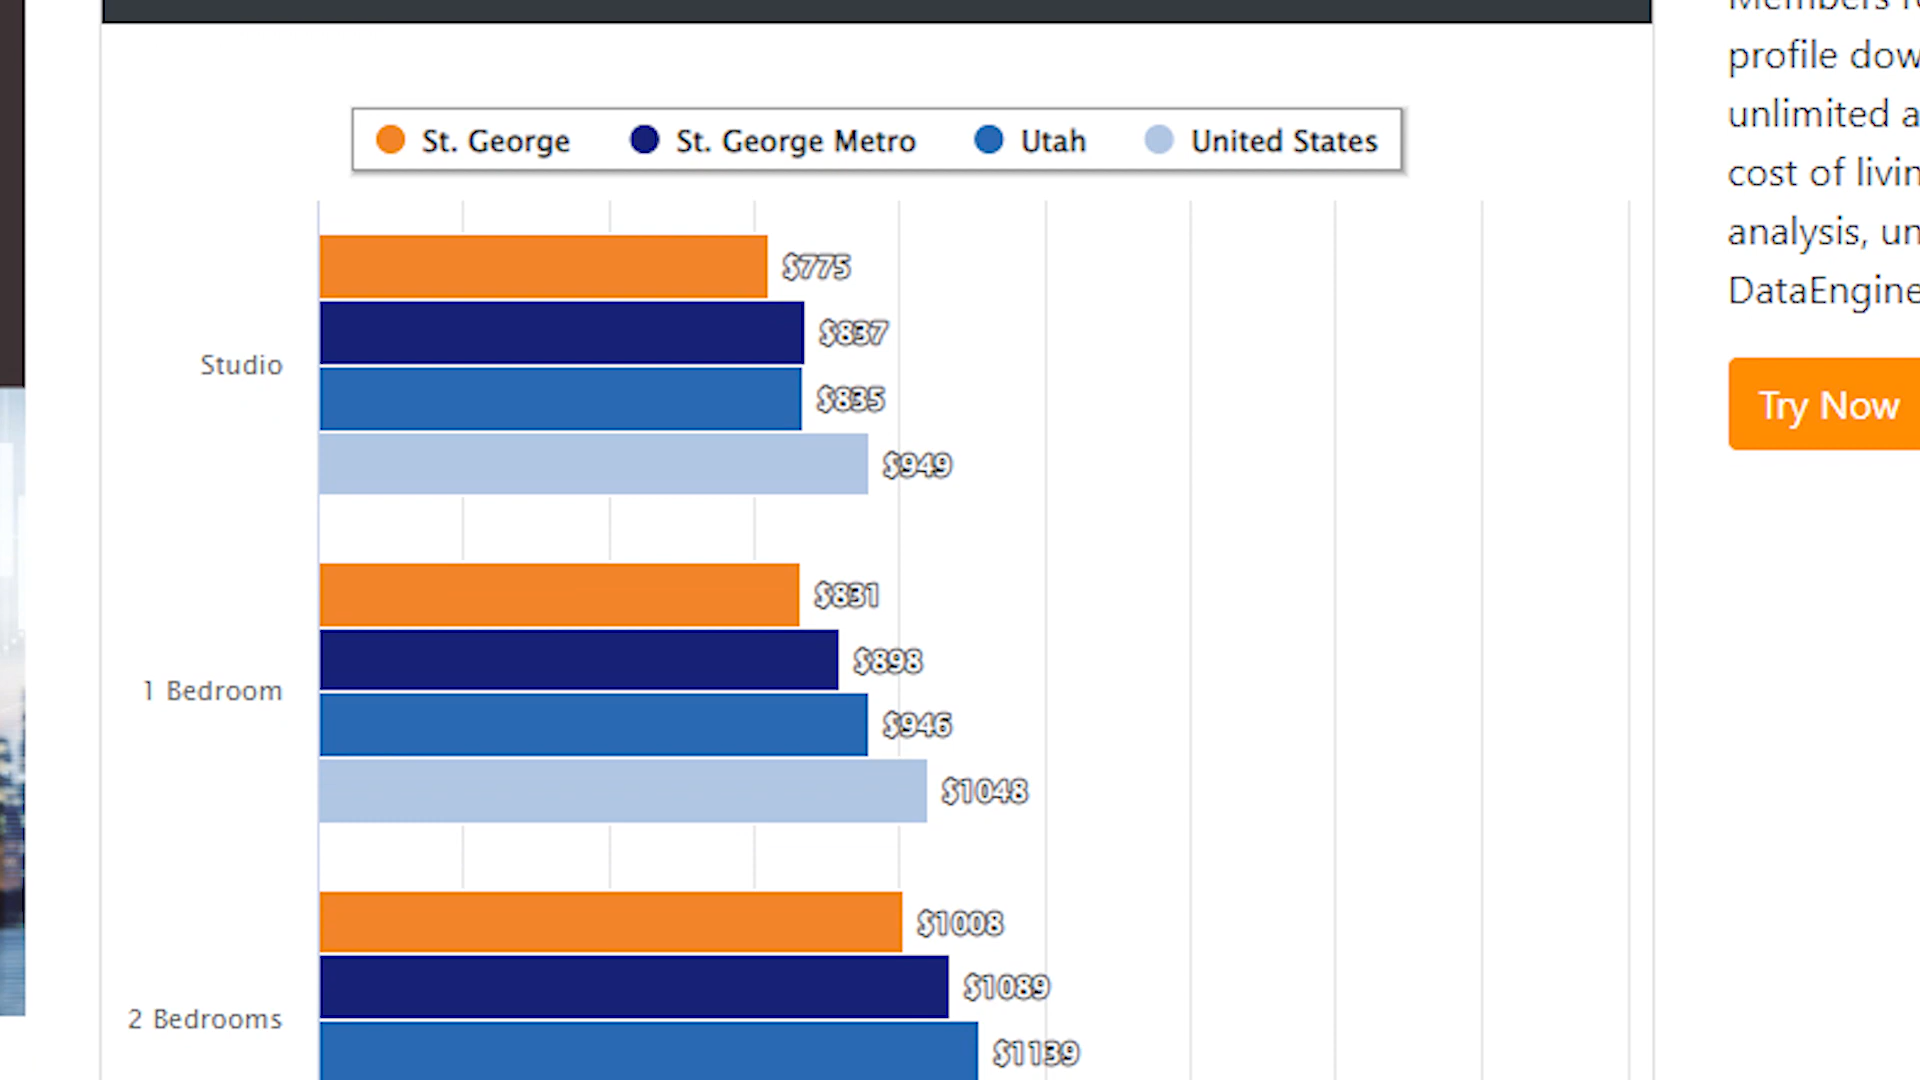 St. George St. George Metro Utah United States
$775
$837
Studio
$835
$949
$831
$898
1 Bedroom
$946
$1048
$1008
$1089
2 Bedrooms
$1139
profile dow
unlimited a
cost of livin
analysis, un
DataEngine
Try Now